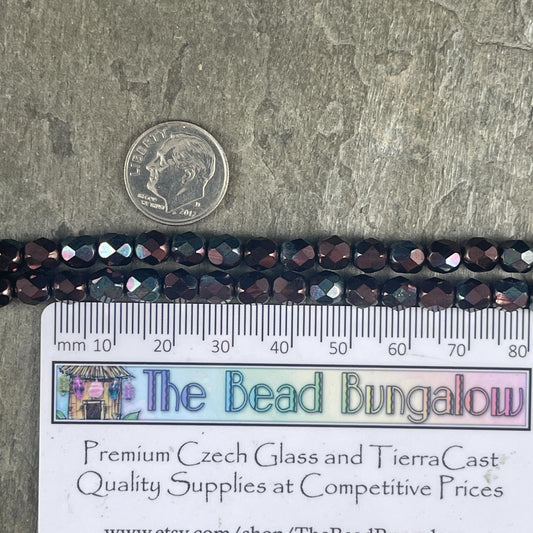 LIBERTY
2017
mm 10 20 30 40 50 60 70 80
The Bead Bungalow
Premium Czech Glass and TierraCast
Quality Supplies at Competitive Prices